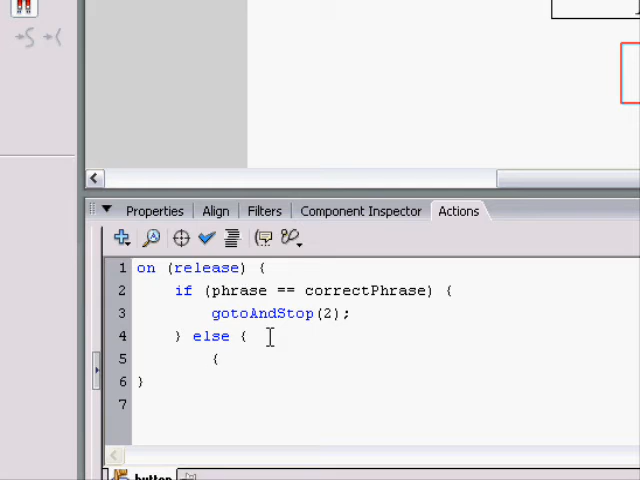 Properties Align Filters Component Inspector Actions
1 on (release) {
2 if (phrase == correctPhrase) {
3 gotoAndStop(2);
4 } else {
5 {
6 }
7
button